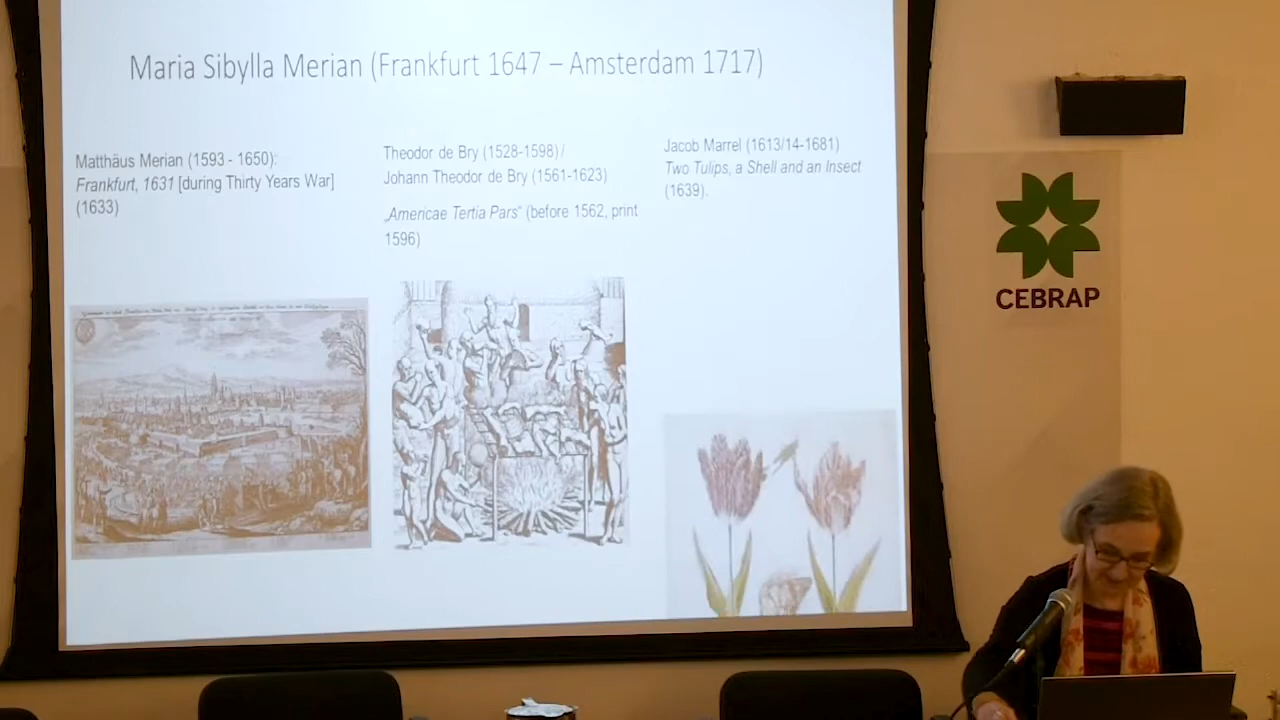 Maria Sibylla Merian (Frankfurt 1647 – Amsterdam 1717)
Matthäus Merian (1593 - 1650):
Frankfurt, 1631 [during Thirty Years War]
(1633)
Theodor de Bry (1528-1598)/
Johann Theodor de Bry (1561-1623)
„Americae Tertia Pars“ (before 1562, print
1596)
Jacob Marrel (1613/14-1681)
Two Tulips, a Shell and an Insect
(1639).
CEBRAP